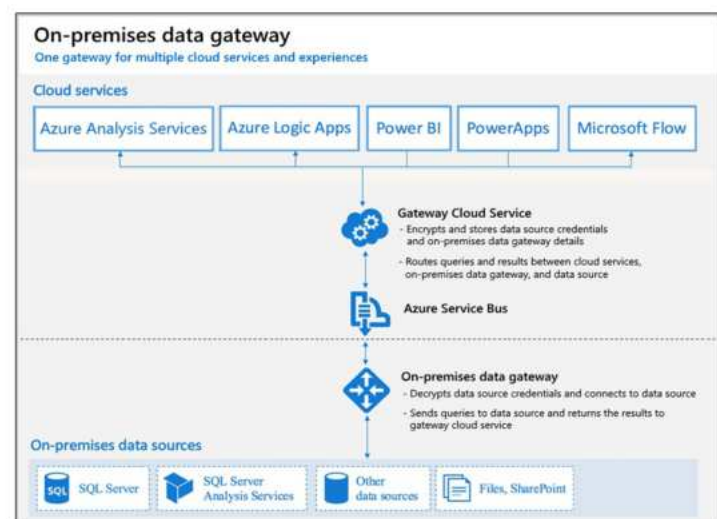 On-premises data gateway
One gateway for multiple cloud services and experiences
Cloud services
Azure Analysis Services
Azure Logic Apps
Power BI
PowerApps
Microsoft Flow
Gateway Cloud Service
- Encrypts and stores data source credentials
and on-premises data gateway details
- Routes queries and results between cloud services,
on-premises data gateway, and data source
Azure Service Bus
On-premises data gateway
- Decrypts data source credentials and connects to data source
- Sends queries to data source and returns the results to
gateway cloud service
On-premises data sources
SQL
SQL Server
SQL Server
Analysis Services
Other
data sources
Files, SharePoint